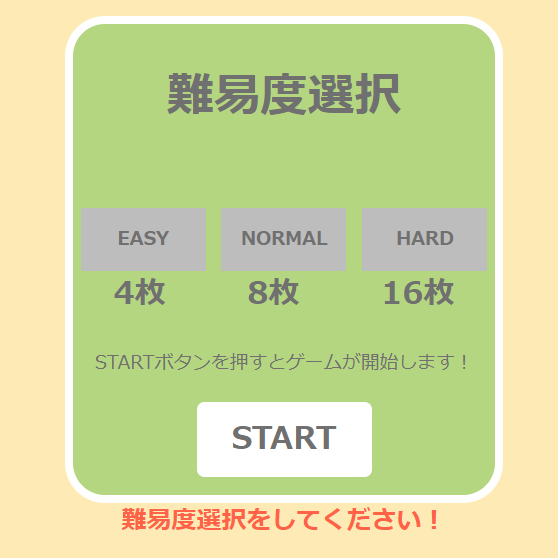 難易度選択
EASY NORMAL HARD
4枚 8枚 16枚
STARTボタンを押すとゲームが開始します！
START
難易度選択をしてください！